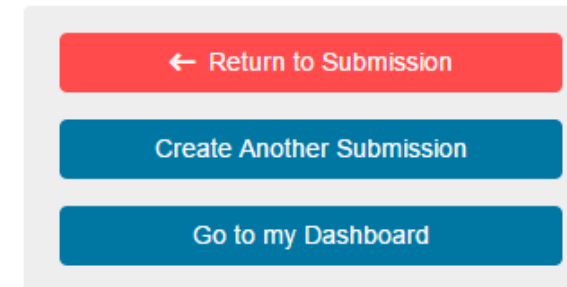 ← Return to Submission
Create Another Submission
Go to my Dashboard